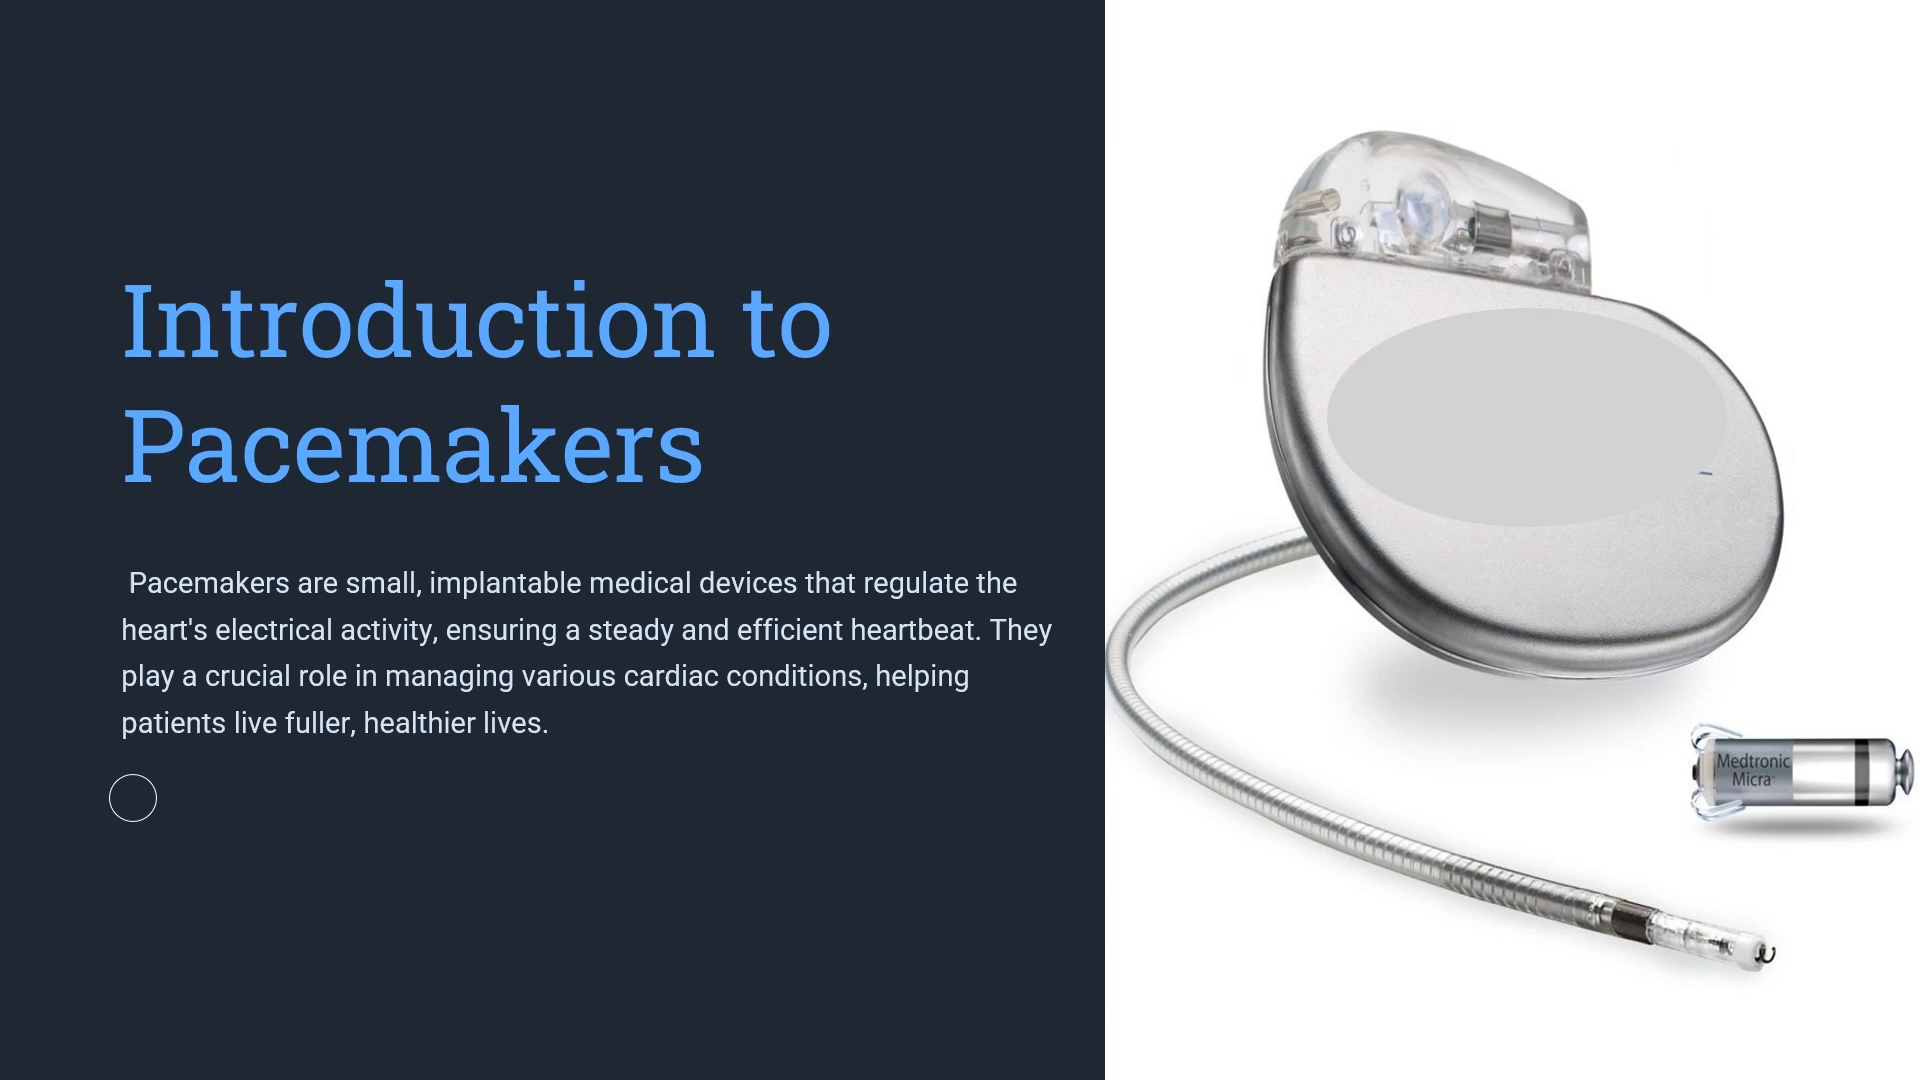 Introduction to
Pacemakers
Pacemakers are small, implantable medical devices that regulate the
heart's electrical activity, ensuring a steady and efficient heartbeat. They
play a crucial role in managing various cardiac conditions, helping
patients live fuller, healthier lives.
Medtronic
Micra